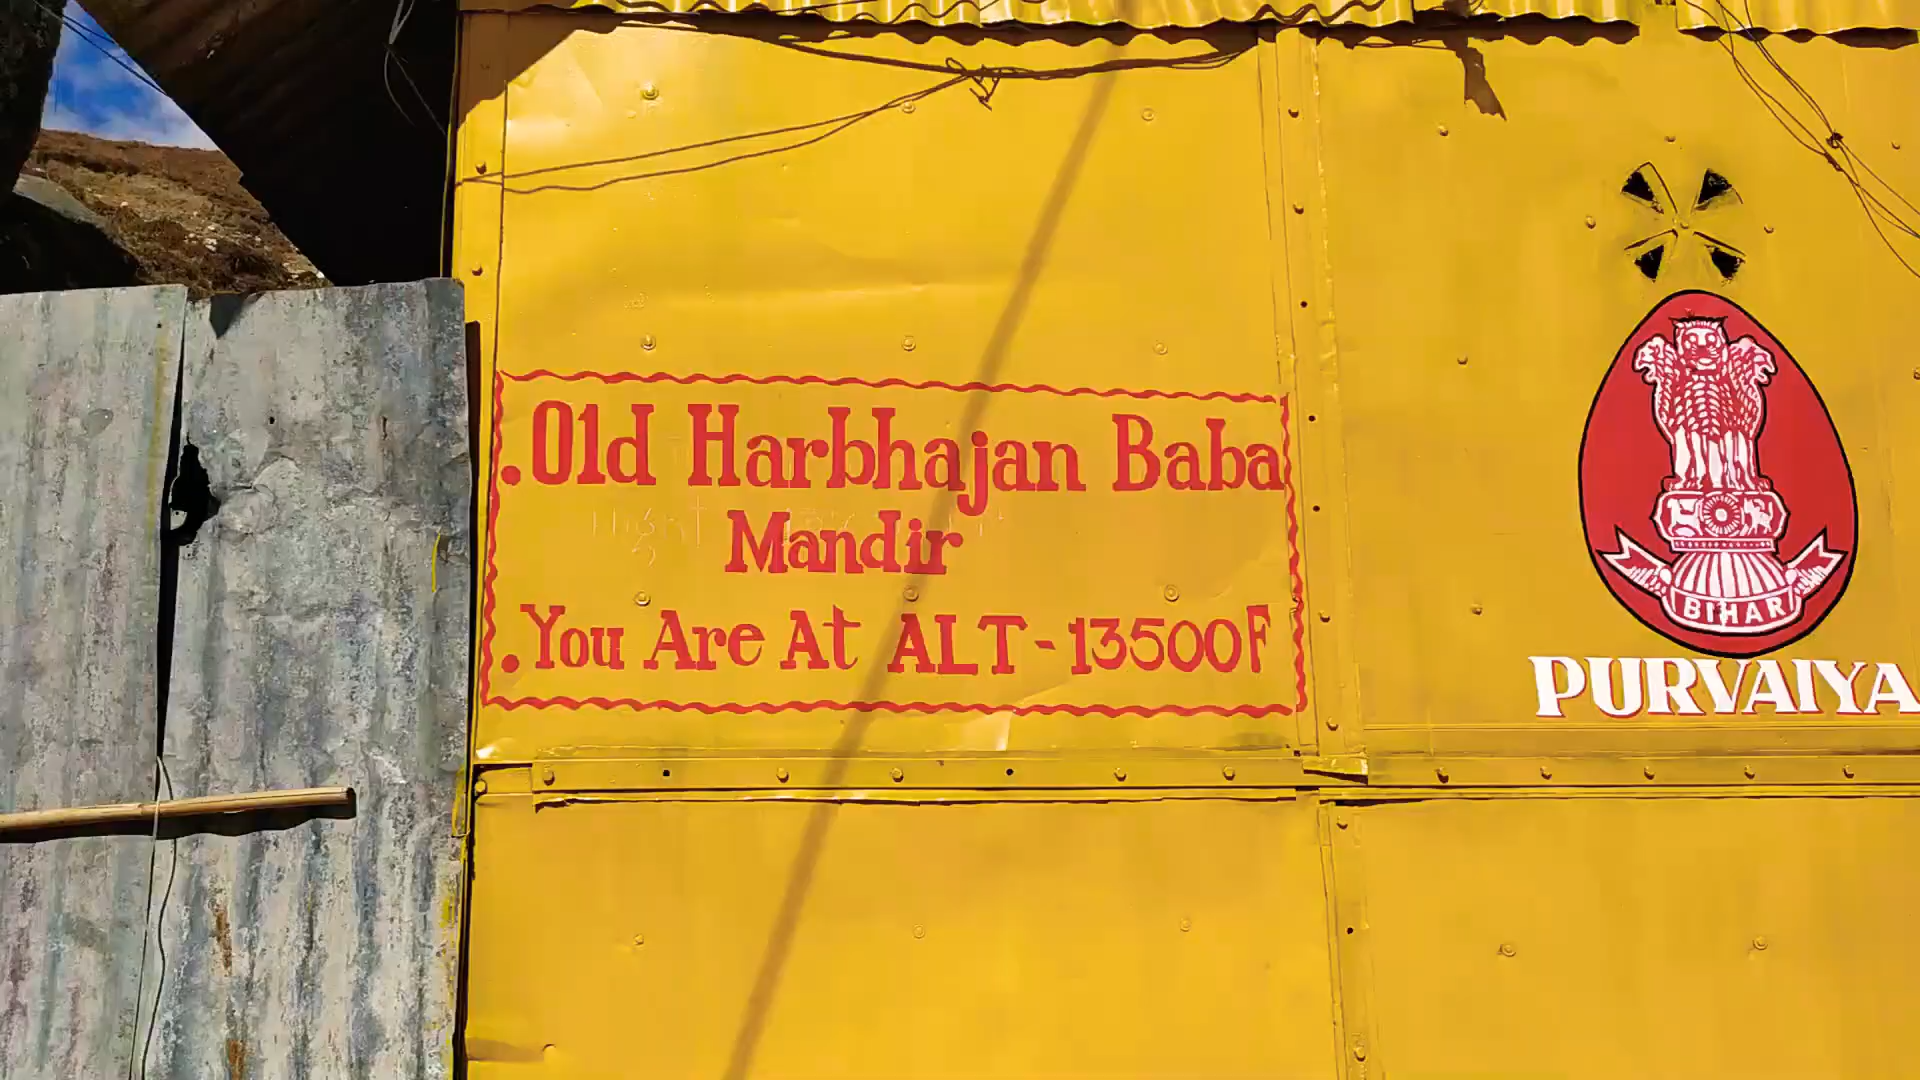 .Old Harbhajan Baba
Mandir
.You Are At ALT-13500F
BIHAR
PURVAIYA